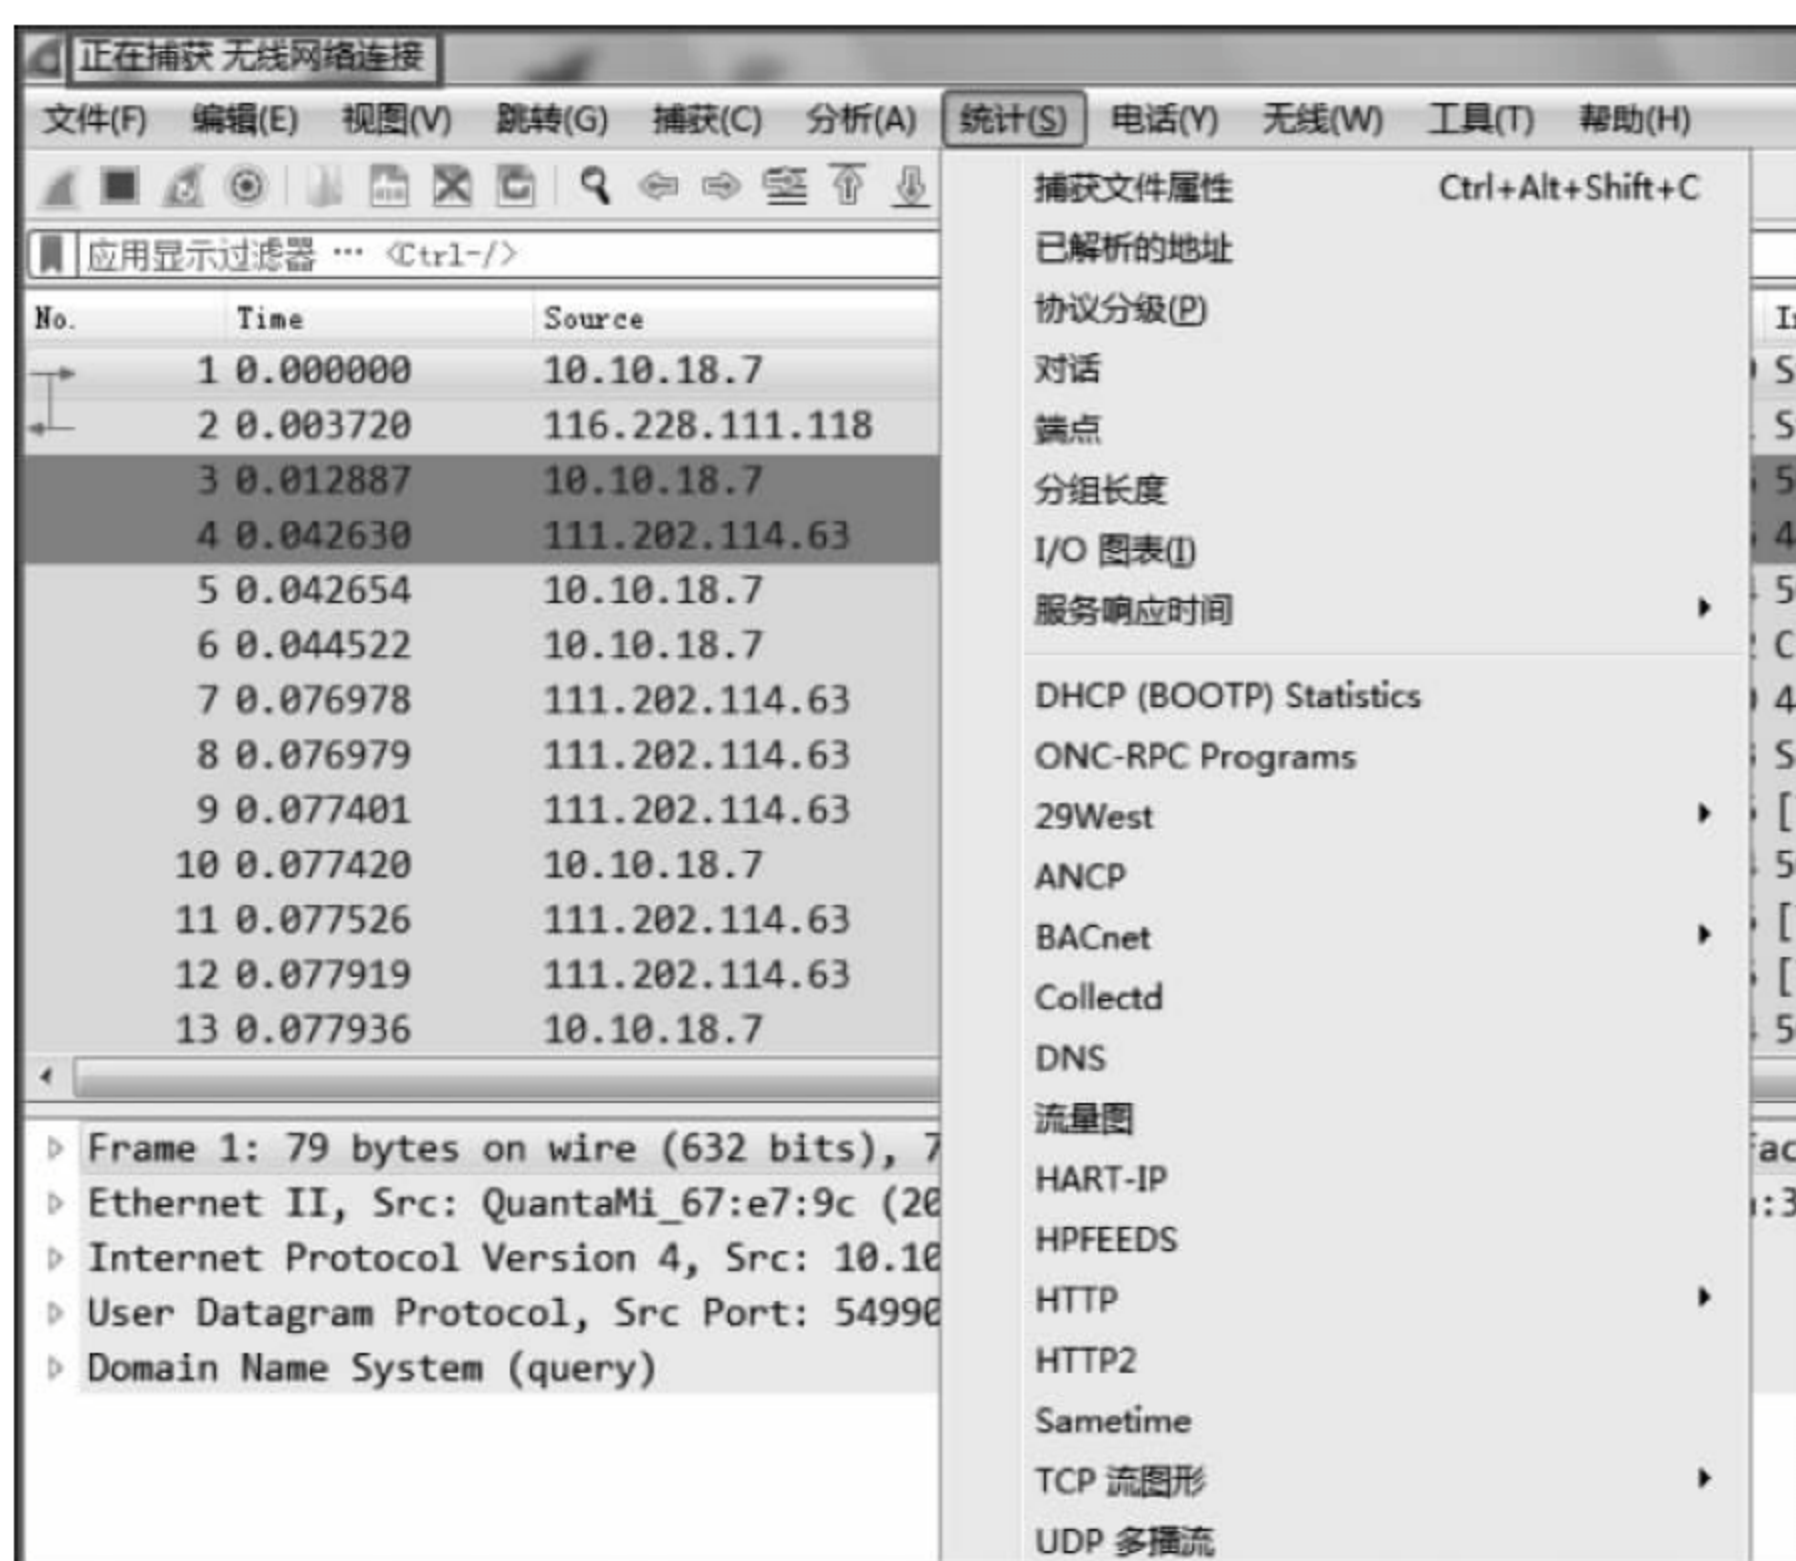 正在捕获 无线网络连接
文件(F) 编辑(E) 视图(V) 跳转(G) 捕获(C) 分析(A) 统计(S) 电话(Y) 无线(W) 工具(T) 帮助(H)
应用显示过滤器 … <Ctrl-/>
No. Time Source
1 0.000000 10.10.18.7
2 0.003720 116.228.111.118
3 0.012887 10.10.18.7
4 0.042630 111.202.114.63
5 0.042654 10.10.18.7
6 0.044522 10.10.18.7
7 0.076978 111.202.114.63
8 0.076979 111.202.114.63
9 0.077401 111.202.114.63
10 0.077420 10.10.18.7
11 0.077526 111.202.114.63
12 0.077919 111.202.114.63
13 0.077936 10.10.18.7
Frame 1: 79 bytes on wire (632 bits), 7
Ethernet II, Src: QuantaMi_67:e7:9c (20
Internet Protocol Version 4, Src: 10.10
User Datagram Protocol, Src Port: 54990
Domain Name System (query)
捕获文件属性 Ctrl+Alt+Shift+C
已解析的地址
协议分级(P)
对话
端点
分组长度
I/O 图表(I)
服务响应时间
DHCP (BOOTP) Statistics
ONC-RPC Programs
29West
ANCP
BACnet
Collectd
DNS
流量图
HART-IP
HPFEEDS
HTTP
HTTP2
Sametime
TCP 流图形
UDP 多播流